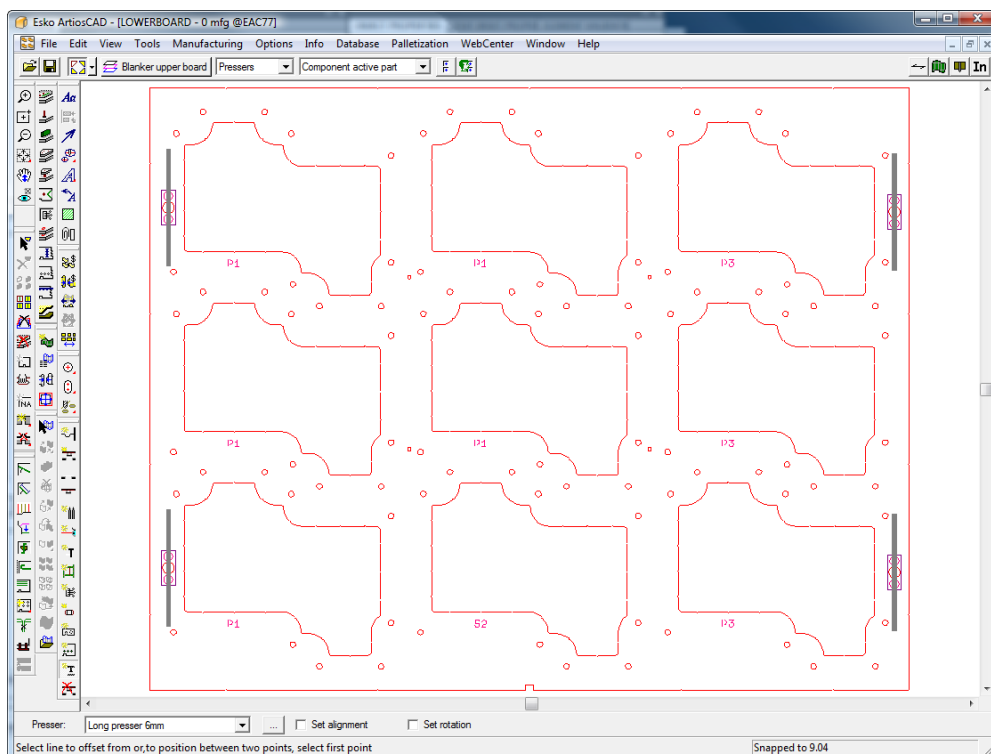 Esko ArtiosCAD - [LOWERBOARD - 0 mfg @EAC77]
File Edit View Tools Manufacturing Options Info Database Palletization WebCenter Window Help
Blanker upper board Pressers Component active part In
P1 P1 P3
P1 P1 P3
P1 S2 P3
Presser: Long presser 6mm ... Set alignment Set rotation
Select line to offset from or,to position between two points, select first point Snapped to 9.04